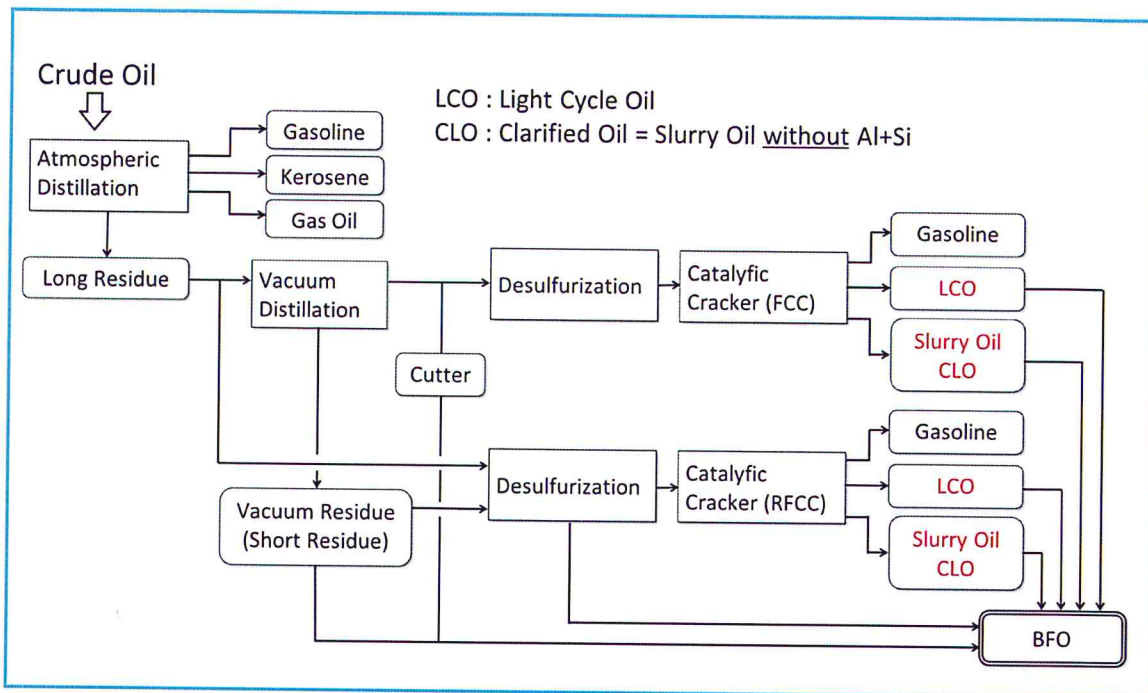 Crude Oil
LCO : Light Cycle Oil
CLO : Clarified Oil = Slurry Oil without Al+Si
Atmospheric
Distillation
Gasoline
Kerosene
Gas Oil
Long Residue
Vacuum
Distillation
Desulfurization
Catalyfic
Cracker (FCC)
Gasoline
LCO
Slurry Oil
CLO
Cutter
Vacuum Residue
(Short Residue)
Desulfurization
Catalyfic
Cracker (RFCC)
Gasoline
LCO
Slurry Oil
CLO
BFO